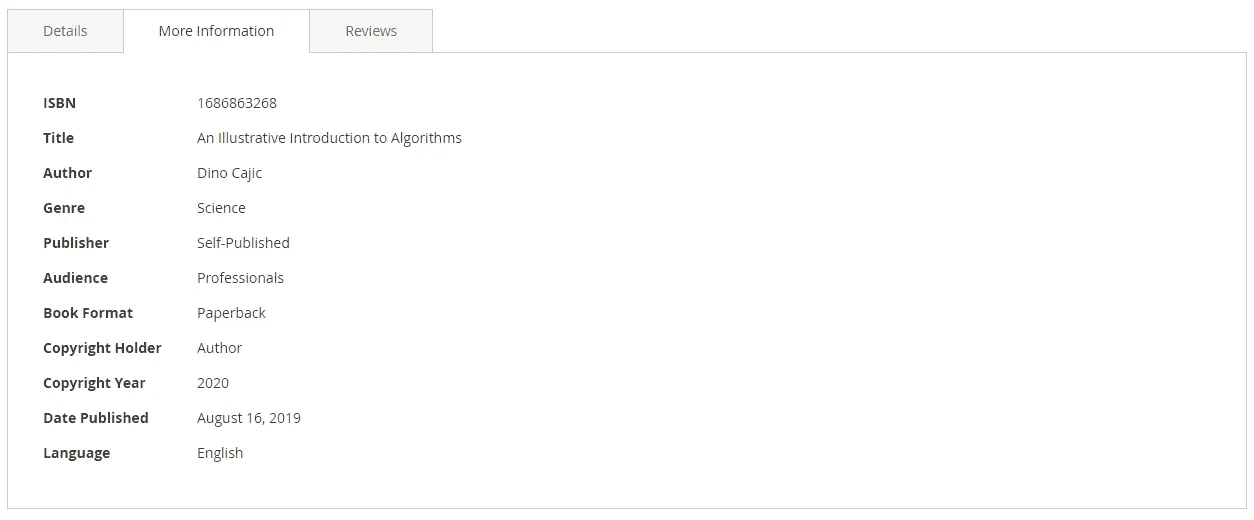 Details More Information Reviews
ISBN 1686863268
Title An Illustrative Introduction to Algorithms
Author Dino Cajic
Genre Science
Publisher Self-Published
Audience Professionals
Book Format Paperback
Copyright Holder Author
Copyright Year 2020
Date Published August 16, 2019
Language English